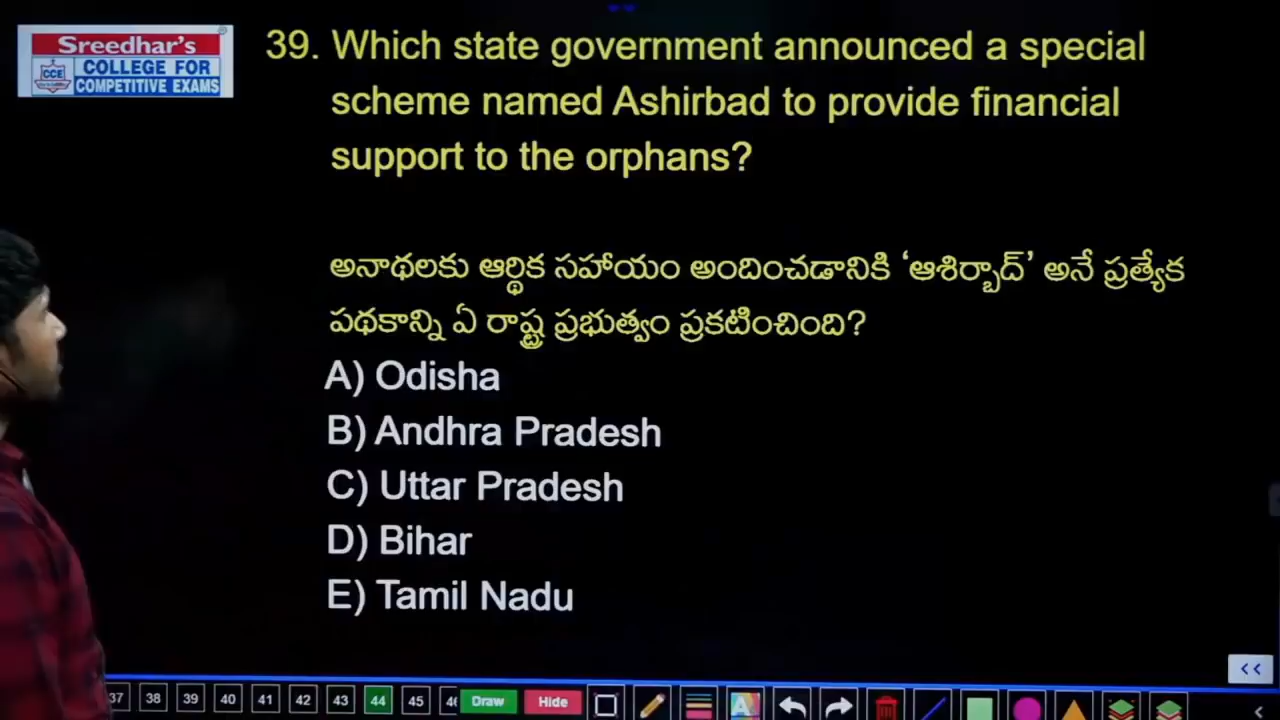 Sreedhar's
CCE
COLLEGE FOR
COMPETITIVE EXAMS
39. Which state government announced a special
scheme named Ashirbad to provide financial
support to the orphans?
అనాథలకు ఆర్థిక సహాయం అందించడానికి ‘ఆశిర్బాద్’ అనే ప్రత్యేక
పథకాన్ని ఏ రాష్ట్ర ప్రభుత్వం ప్రకటించింది?
A) Odisha
B) Andhra Pradesh
C) Uttar Pradesh
D) Bihar
E) Tamil Nadu
<<
37 38 39 40 41 42 43 44 45 Draw Hide